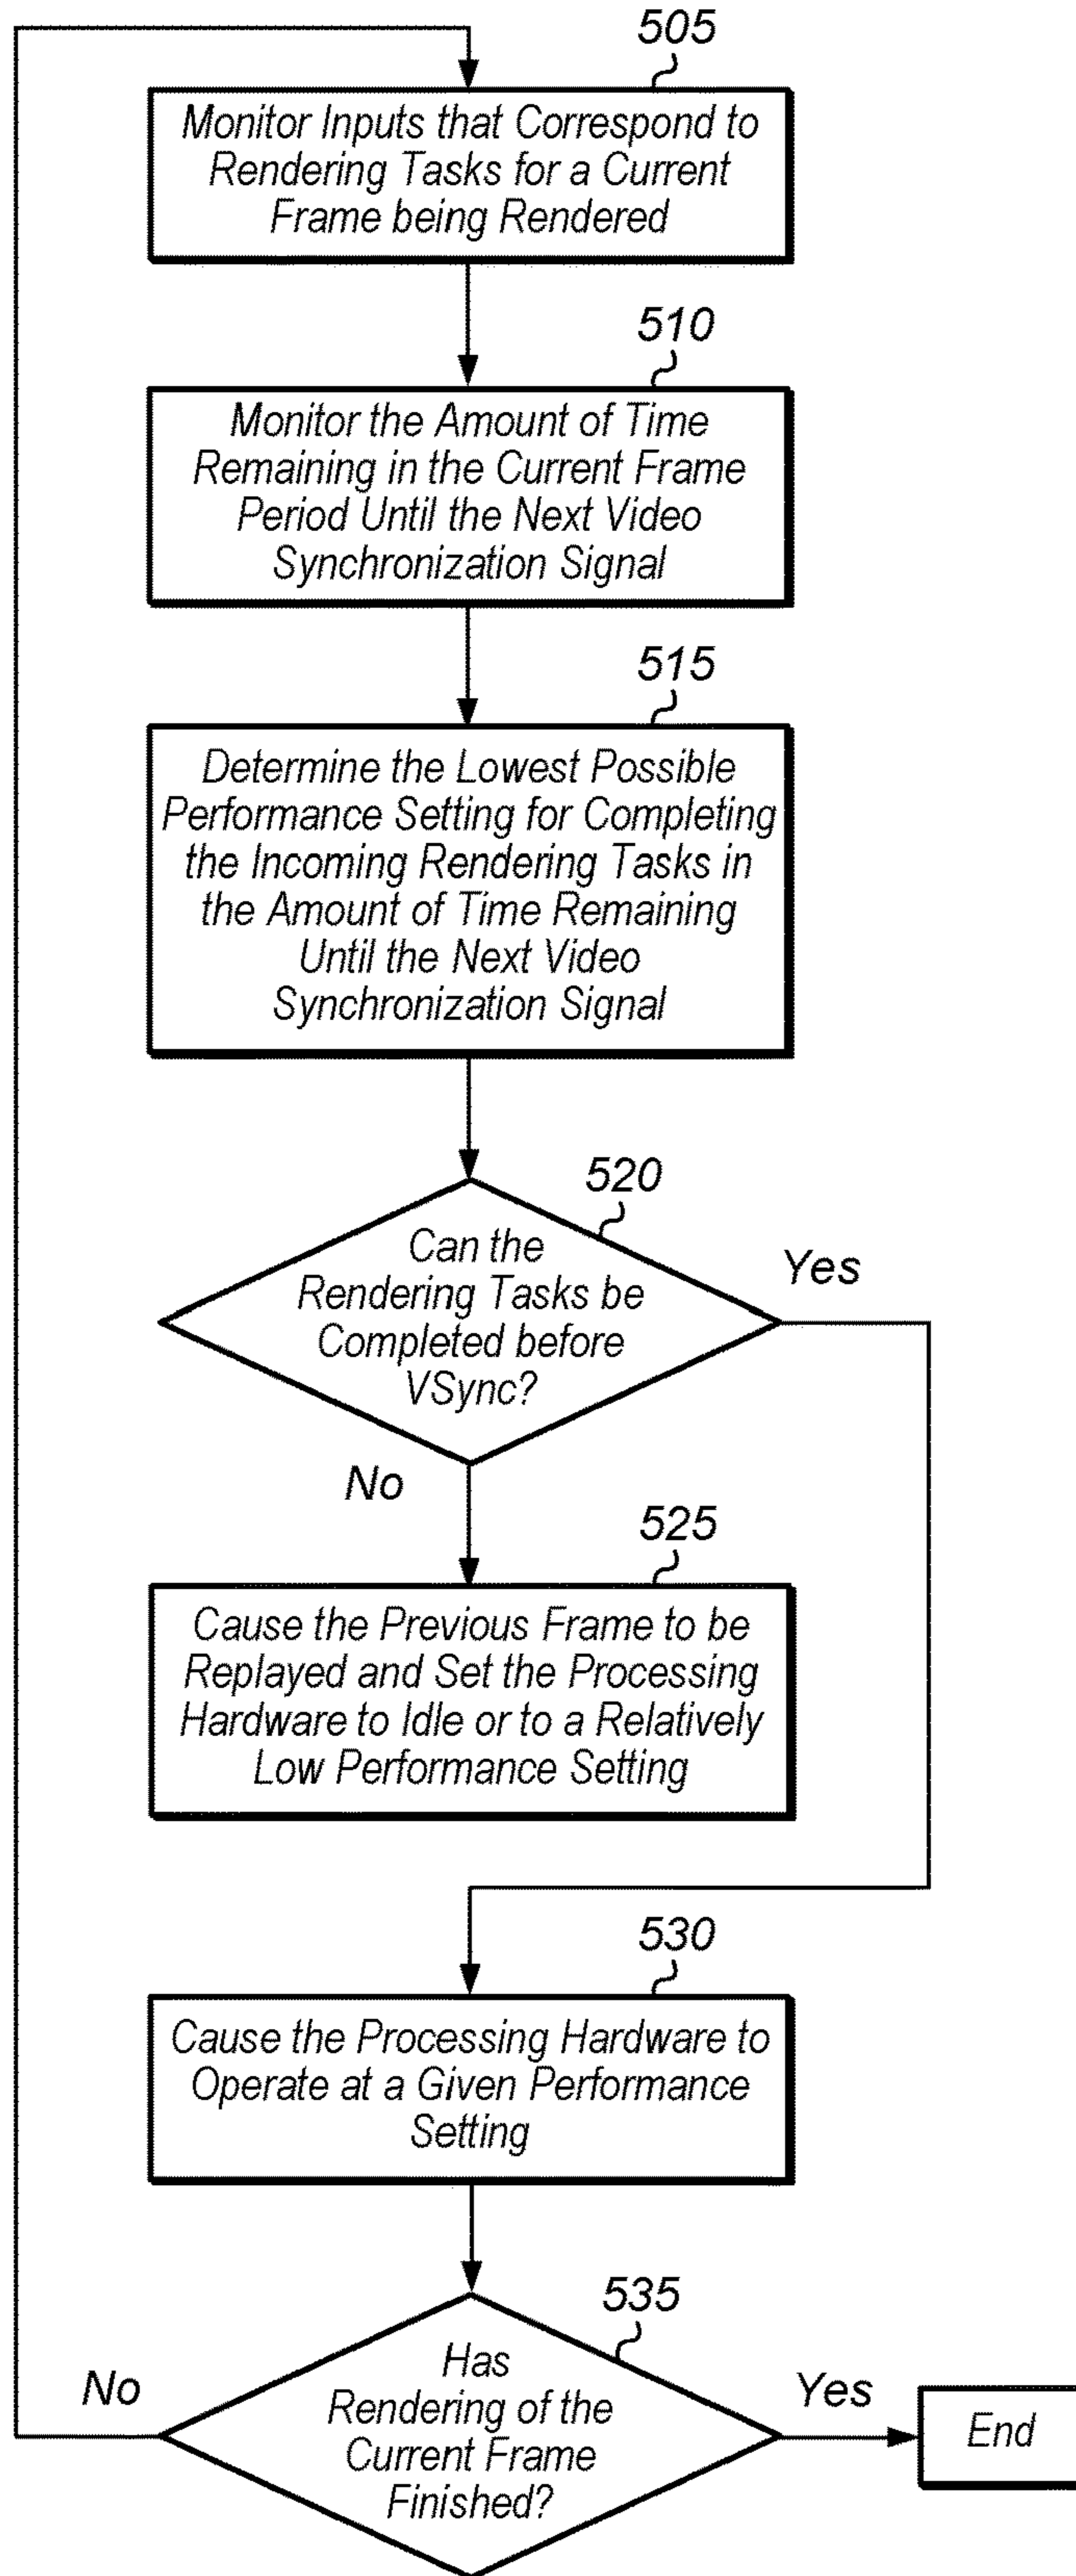 505
Monitor Inputs that Correspond to
Rendering Tasks for a Current
Frame being Rendered
510
Monitor the Amount of Time
Remaining in the Current Frame
Period Until the Next Video
Synchronization Signal
515
Determine the Lowest Possible
Performance Setting for Completing
the Incoming Rendering Tasks in
the Amount of Time Remaining
Until the Next Video
Synchronization Signal
520
Can the
Rendering Tasks be
Completed before
VSync?
Yes
No
525
Cause the Previous Frame to be
Replayed and Set the Processing
Hardware to Idle or to a Relatively
Low Performance Setting
530
Cause the Processing Hardware to
Operate at a Given Performance
Setting
535
Has
Rendering of the
Current Frame
Finished?
No
Yes
End